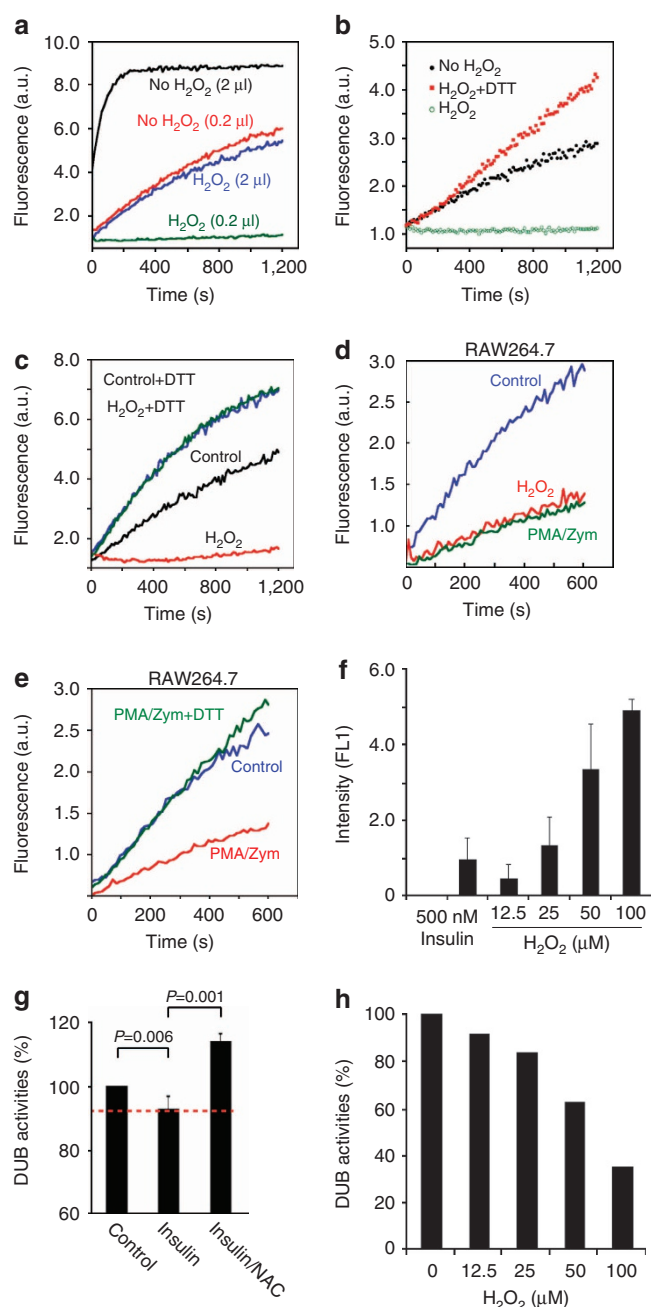 a
10.0
8.0
6.0
4.0
2.0
Fluorescence (a.u.)
No H₂O₂ (2 µl)
No H₂O₂ (0.2 µl)
H₂O₂ (2 µl)
H₂O₂ (0.2 µl)
0 400 800 1,200
Time (s)
b
5.0
4.0
3.0
2.0
1.0
Fluorescence (a.u.)
No H₂O₂
H₂O₂+DTT
H₂O₂
0 400 800 1,200
Time (s)
c
8.0
6.0
4.0
2.0
Fluorescence (a.u.)
Control+DTT
H₂O₂+DTT
Control
H₂O₂
0 400 800 1,200
Time (s)
d
RAW264.7
3.0
2.5
2.0
1.5
1.0
Fluorescence (a.u.)
Control
H₂O₂
PMA/Zym
0 200 400 600
Time (s)
e
RAW264.7
3.0
2.5
2.0
1.5
1.0
Fluorescence (a.u.)
PMA/Zym+DTT
Control
PMA/Zym
0 200 400 600
Time (s)
f
6.0
4.0
2.0
0
Intensity (FL1)
500 nM
Insulin
12.5 25 50 100
H₂O₂ (µM)
g
120
100
80
60
DUB activities (%)
P=0.006
P=0.001
Control
Insulin
Insulin/NAC
h
100
80
60
40
20
0
DUB activities (%)
0 12.5 25 50 100
H₂O₂ (µM)